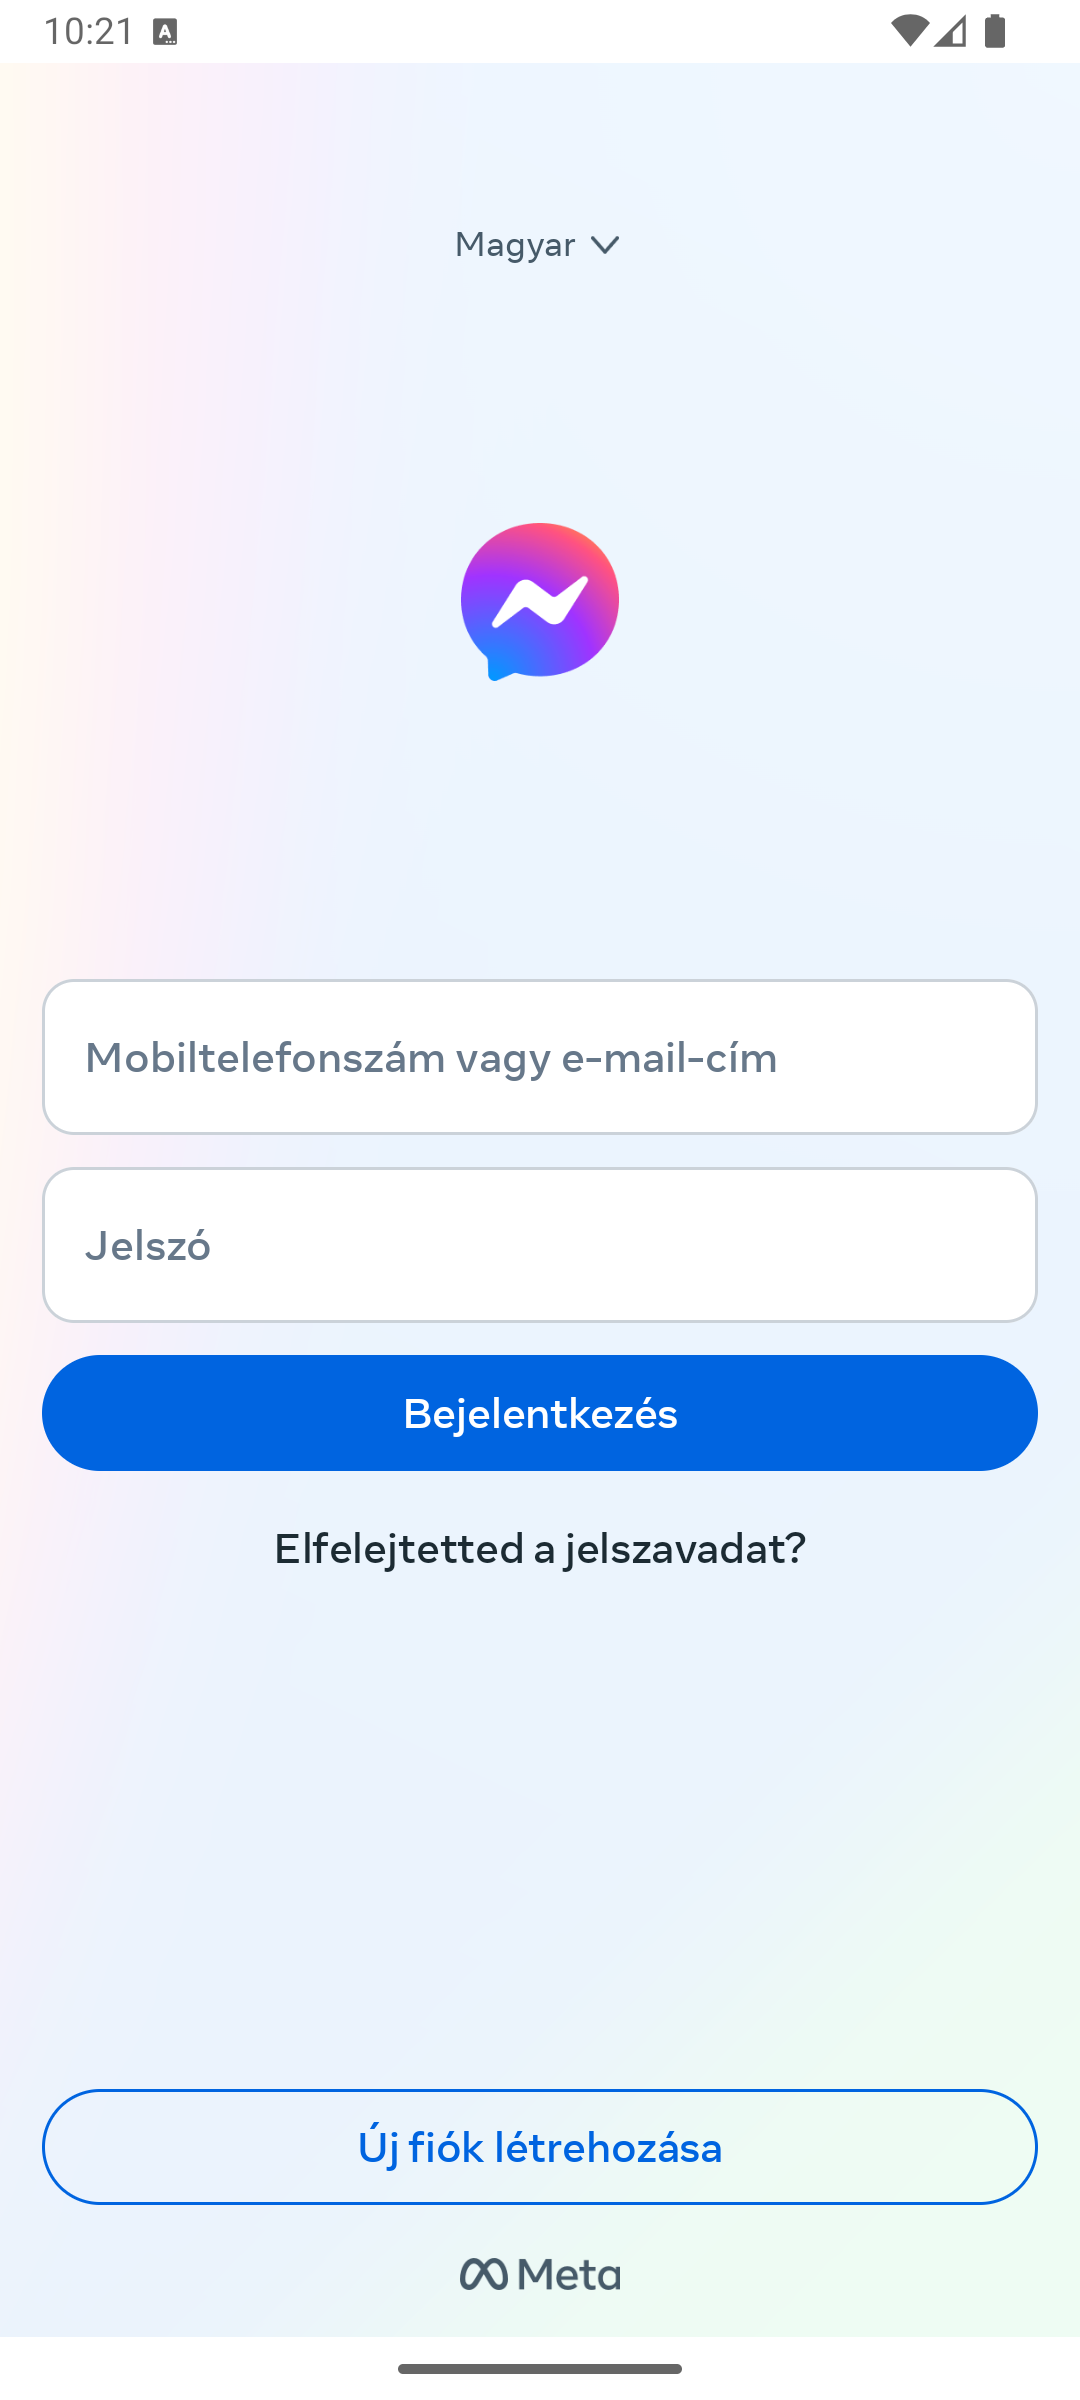 10:21
Magyar
Mobiltelefonszám vagy e-mail-cím
Jelszó
Bejelentkezés
Elfelejtetted a jelszavadat?
Új fiók létrehozása
Meta